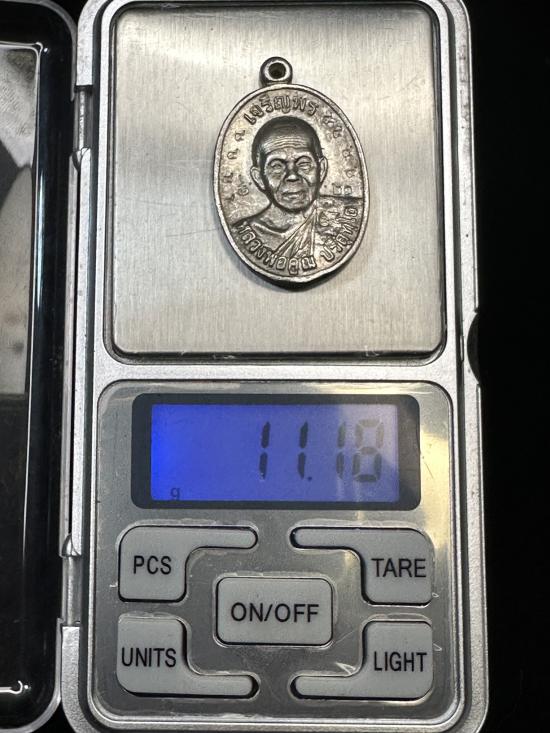 เจริญพร
หลวงพ่อคูณ ปริสุทโธ
11.18
g
PCS
TARE
ON/OFF
UNITS
LIGHT